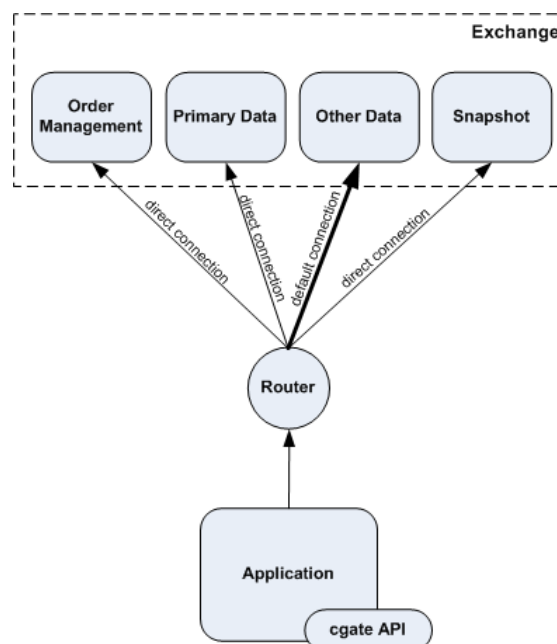 Exchange
Order
Management
Primary Data
Other Data
Snapshot
direct connection
direct connection
default connection
direct connection
Router
Application
cgate API